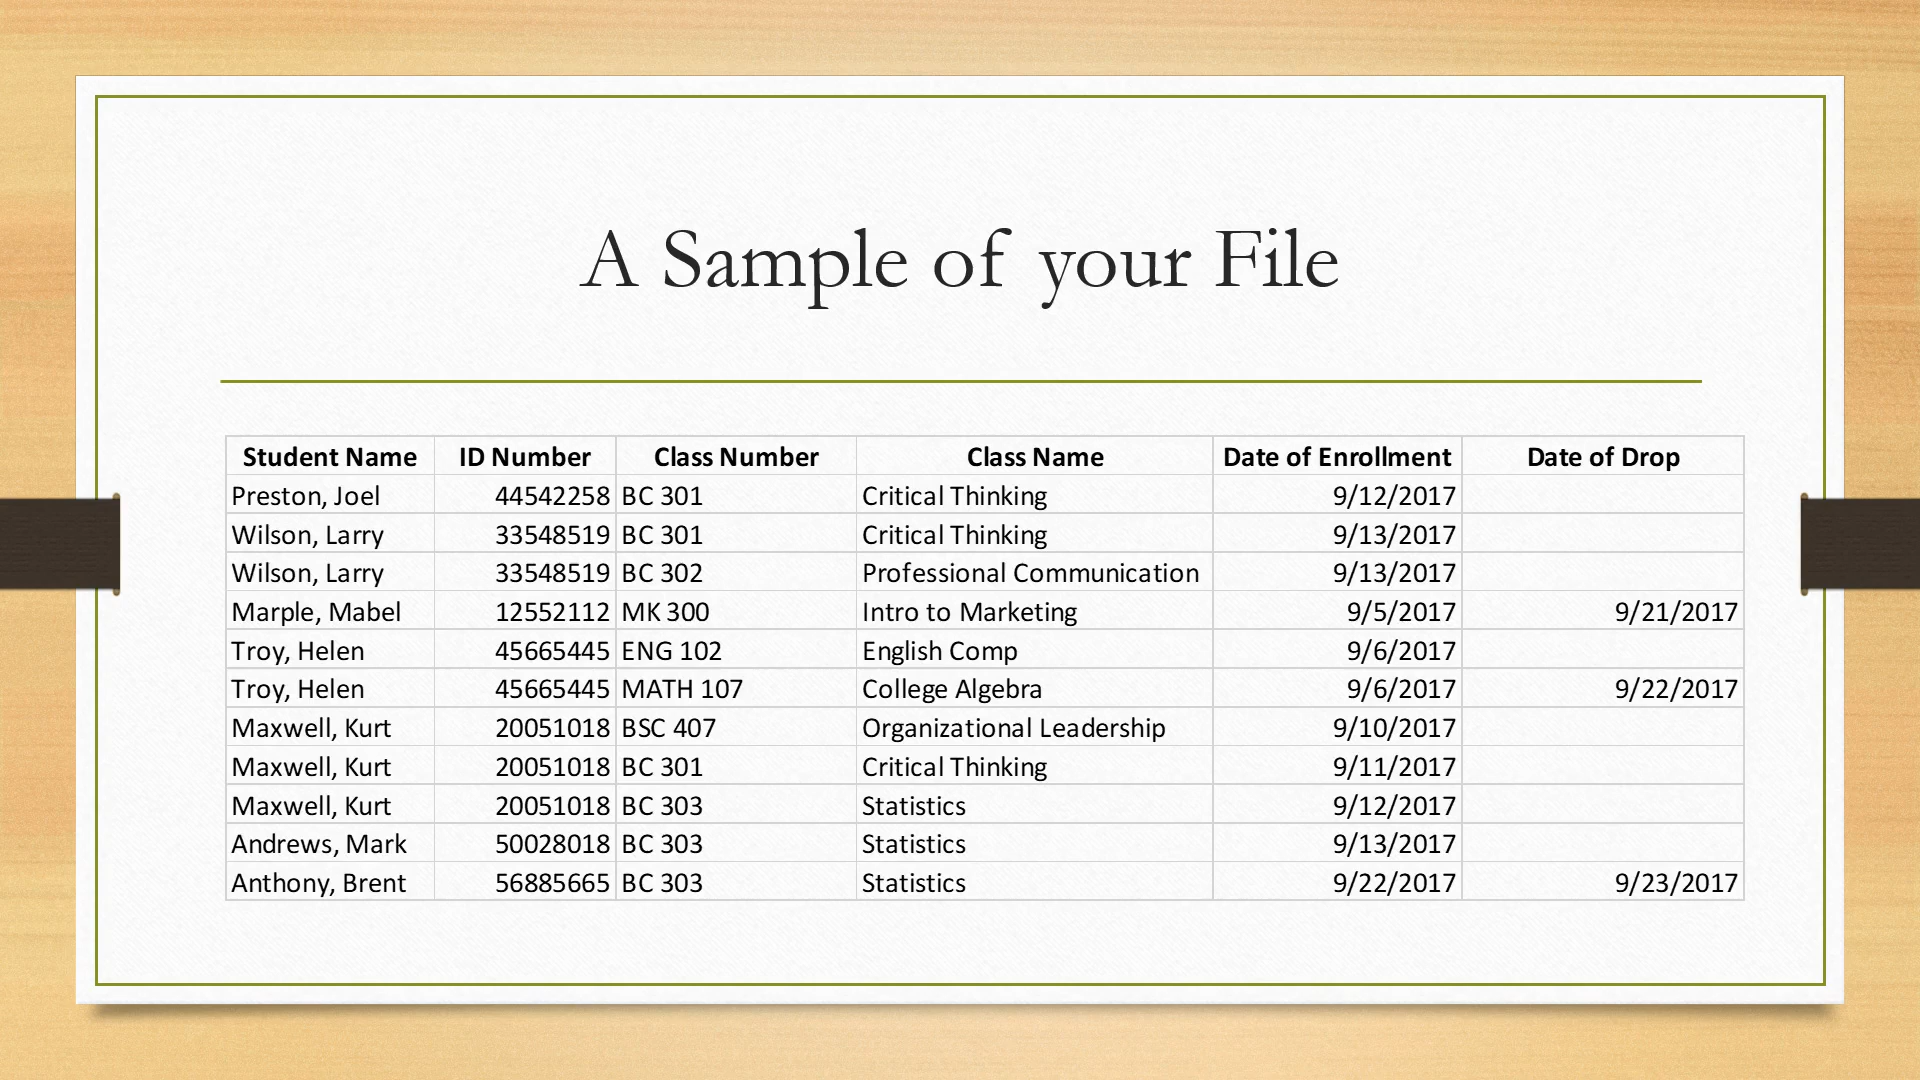 A Sample of your File
Student Name ID Number Class Number Class Name Date of Enrollment Date of Drop
Preston, Joel 44542258 BC 301 Critical Thinking 9/12/2017
Wilson, Larry 33548519 BC 301 Critical Thinking 9/13/2017
Wilson, Larry 33548519 BC 302 Professional Communication 9/13/2017
Marple, Mabel 12552112 MK 300 Intro to Marketing 9/5/2017 9/21/2017
Troy, Helen 45665445 ENG 102 English Comp 9/6/2017
Troy, Helen 45665445 MATH 107 College Algebra 9/6/2017 9/22/2017
Maxwell, Kurt 20051018 BSC 407 Organizational Leadership 9/10/2017
Maxwell, Kurt 20051018 BC 301 Critical Thinking 9/11/2017
Maxwell, Kurt 20051018 BC 303 Statistics 9/12/2017
Andrews, Mark 50028018 BC 303 Statistics 9/13/2017
Anthony, Brent 56885665 BC 303 Statistics 9/22/2017 9/23/2017